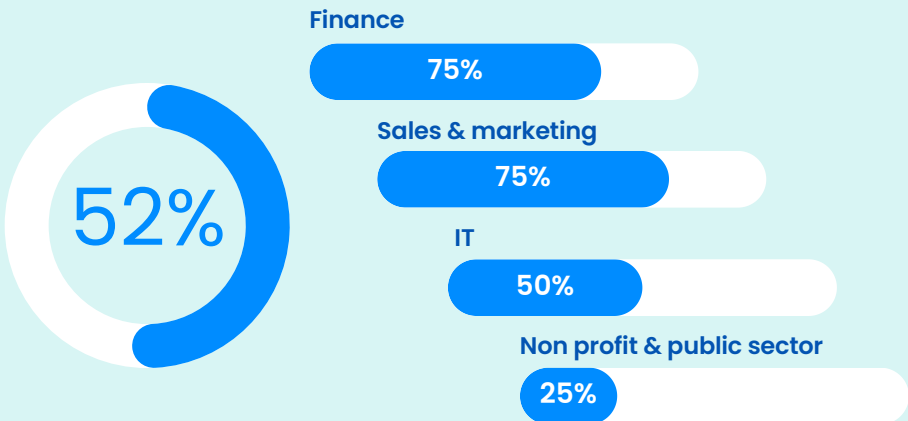 52%
Finance
75%
Sales & marketing
75%
IT
50%
Non profit & public sector
25%